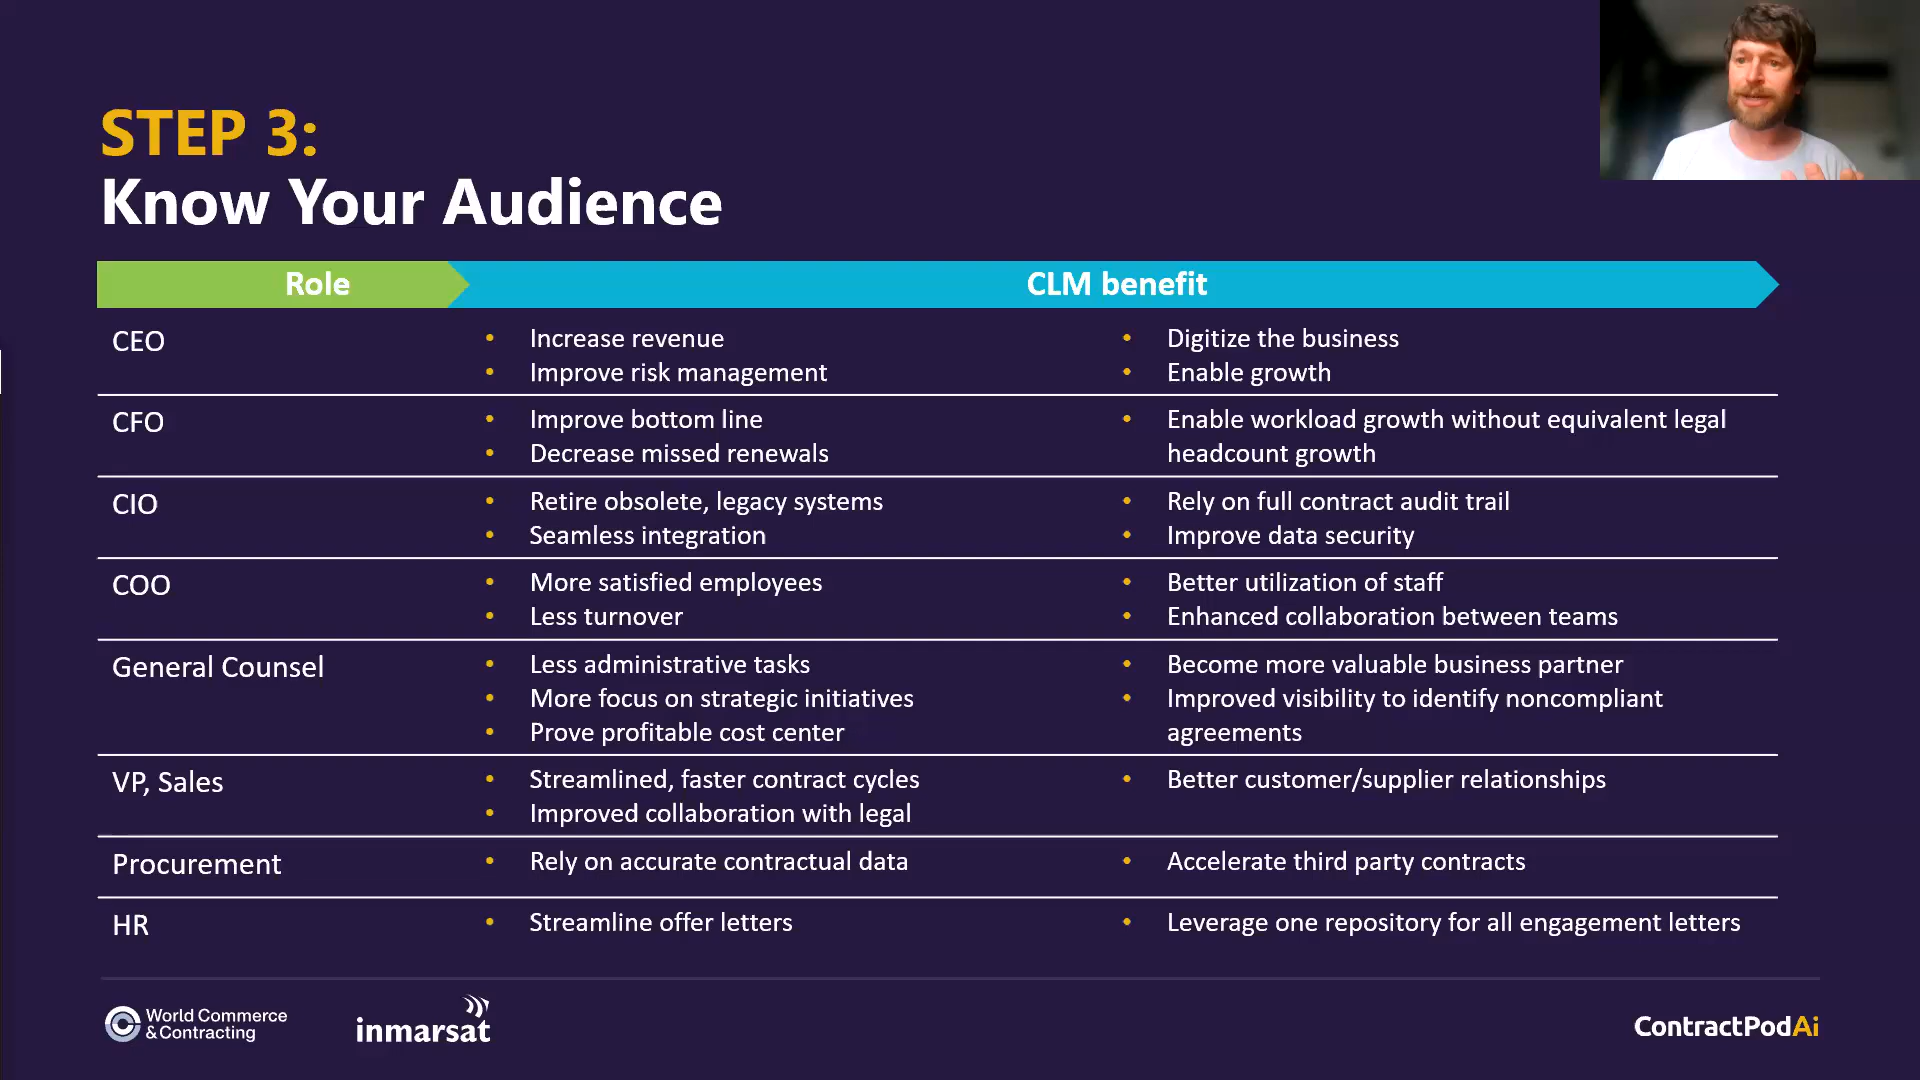 STEP 3:
Know Your Audience
Role
CLM benefit
CEO
Increase revenue
Improve risk management
Digitize the business
Enable growth
CFO
Improve bottom line
Decrease missed renewals
Enable workload growth without equivalent legal
headcount growth
CIO
Retire obsolete, legacy systems
Seamless integration
Rely on full contract audit trail
Improve data security
COO
More satisfied employees
Less turnover
Better utilization of staff
Enhanced collaboration between teams
General Counsel
Less administrative tasks
More focus on strategic initiatives
Prove profitable cost center
Become more valuable business partner
Improved visibility to identify noncompliant
agreements
VP, Sales
Streamlined, faster contract cycles
Improved collaboration with legal
Better customer/supplier relationships
Procurement
Rely on accurate contractual data
Accelerate third party contracts
HR
Streamline offer letters
Leverage one repository for all engagement letters
World Commerce
& Contracting
inmarsat
ContractPodAi